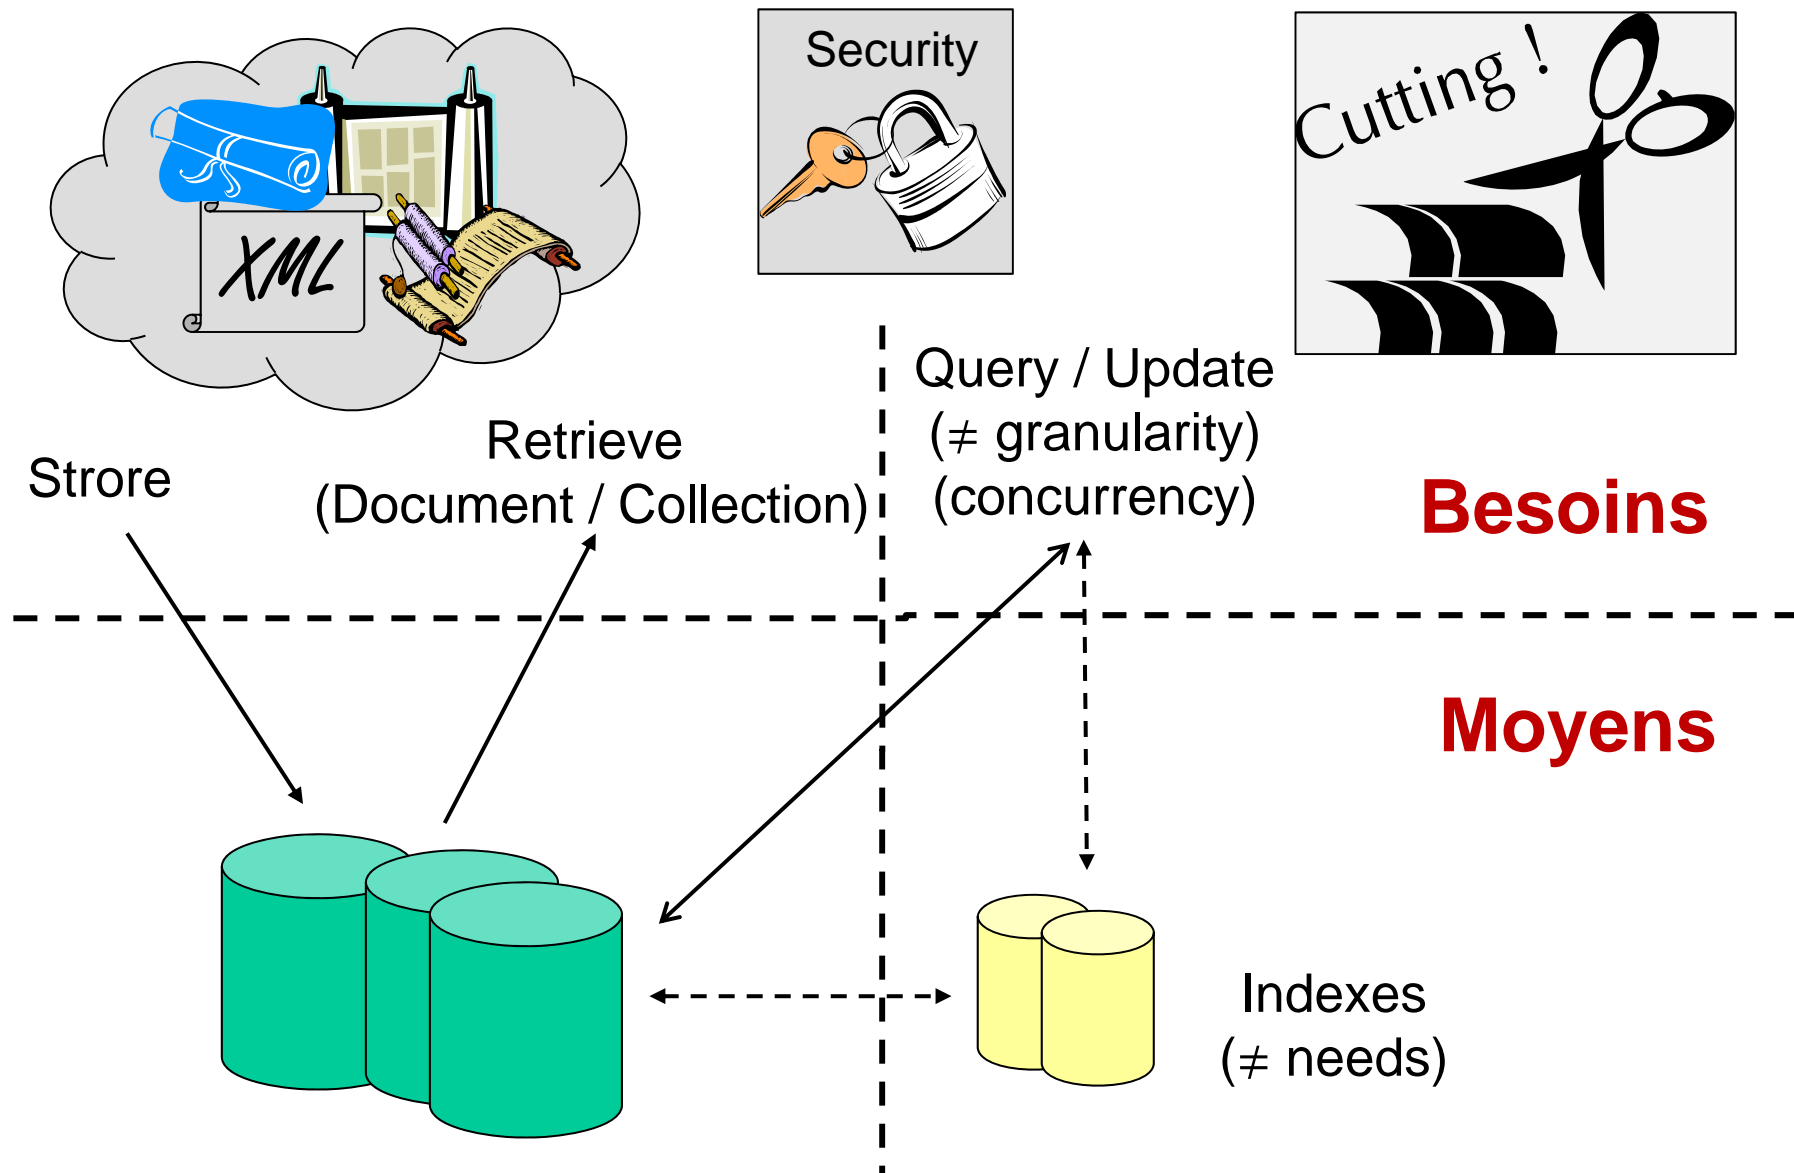 Security
Cutting !
XML
Query / Update
(≠ granularity)
(concurrency)
Retrieve
(Document / Collection)
Strore
Besoins
Moyens
Indexes
(≠ needs)